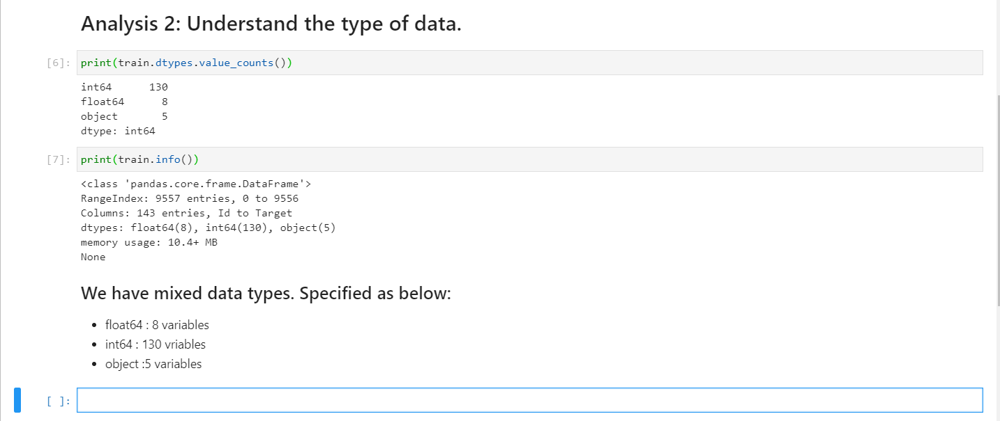 Analysis 2: Understand the type of data.
[6]: print(train.dtypes.value_counts())
int64      130
float64      8
object       5
dtype: int64
[7]: print(train.info())
<class 'pandas.core.frame.DataFrame'>
RangeIndex: 9557 entries, 0 to 9556
Columns: 143 entries, Id to Target
dtypes: float64(8), int64(130), object(5)
memory usage: 10.4+ MB
None
We have mixed data types. Specified as below:
• float64 : 8 variables
• int64 : 130 vriables
• object :5 variables
[ ]: